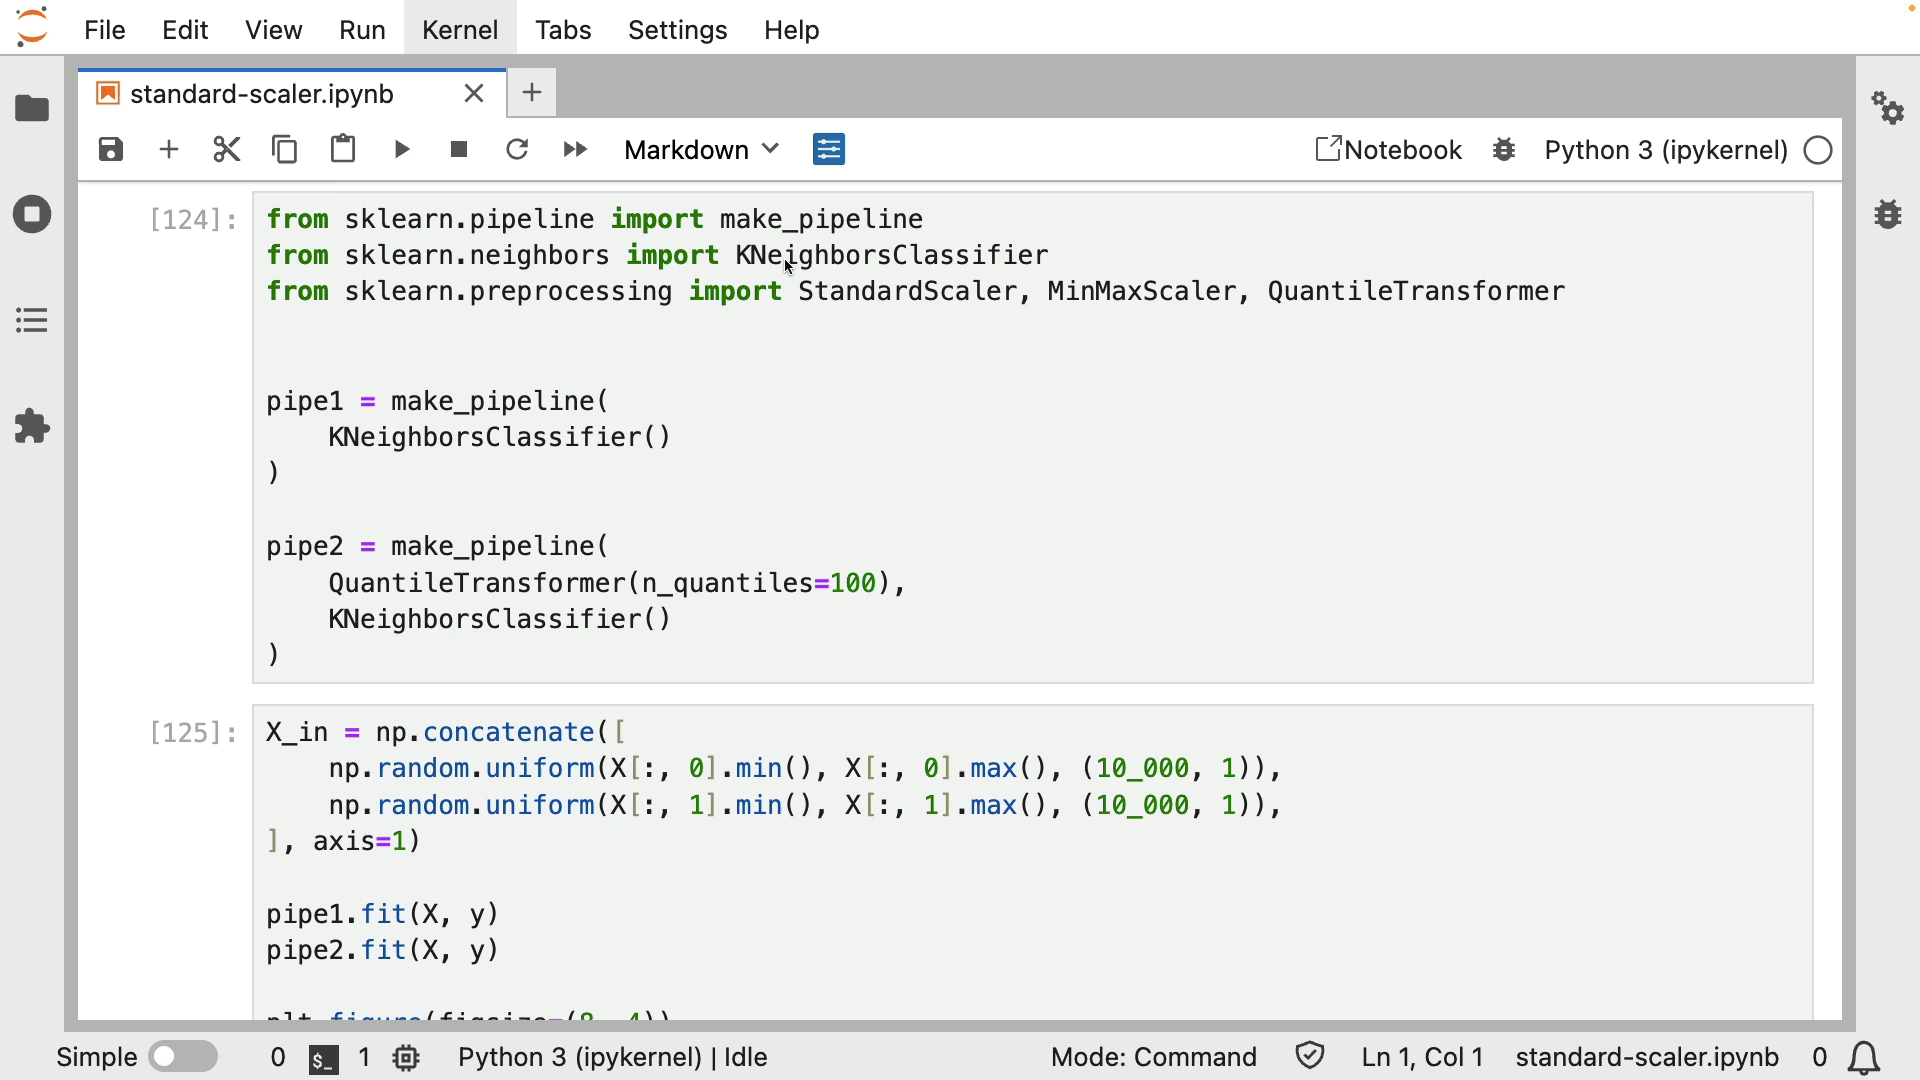 File Edit View Run Kernel Tabs Settings Help
standard-scaler.ipynb
Markdown Notebook Python 3 (ipykernel)
[124]:
from sklearn.pipeline import make_pipeline
from sklearn.neighbors import KNeighborsClassifier
from sklearn.preprocessing import StandardScaler, MinMaxScaler, QuantileTransformer
pipe1 = make_pipeline(
    KNeighborsClassifier()
)
pipe2 = make_pipeline(
    QuantileTransformer(n_quantiles=100),
    KNeighborsClassifier()
)
[125]:
X_in = np.concatenate([
    np.random.uniform(X[:, 0].min(), X[:, 0].max(), (10_000, 1)),
    np.random.uniform(X[:, 1].min(), X[:, 1].max(), (10_000, 1)),
], axis=1)
pipe1.fit(X, y)
pipe2.fit(X, y)
plt.figure(figsize=(8, 4))
Simple 0 $_ 1 Python 3 (ipykernel) | Idle Mode: Command Ln 1, Col 1 standard-scaler.ipynb 0